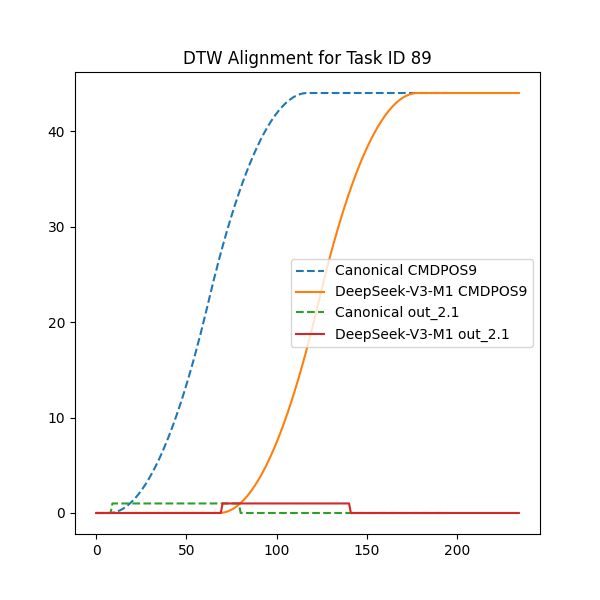 DTW Alignment for Task ID 89
40
30
20
10
0
Canonical CMDPOS9
DeepSeek-V3-M1 CMDPOS9
Canonical out_2.1
DeepSeek-V3-M1 out_2.1
0 50 100 150 200